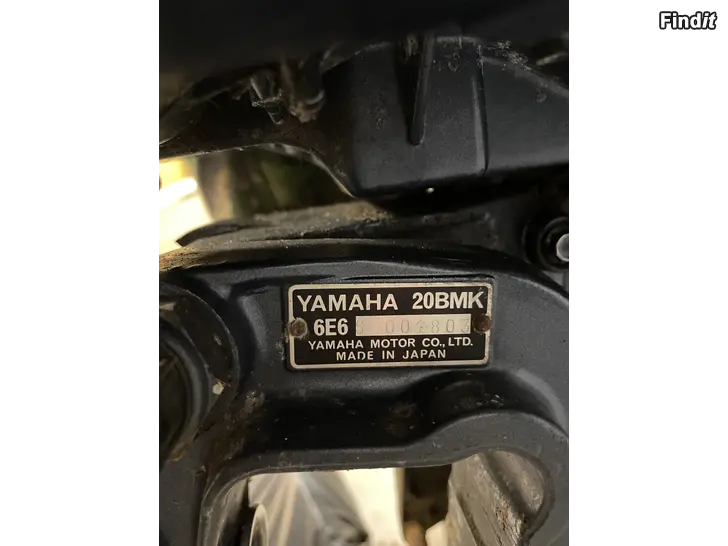 Findit
YAMAHA 20BMK
6E6
YAMAHA MOTOR CO., LTD.
MADE IN JAPAN